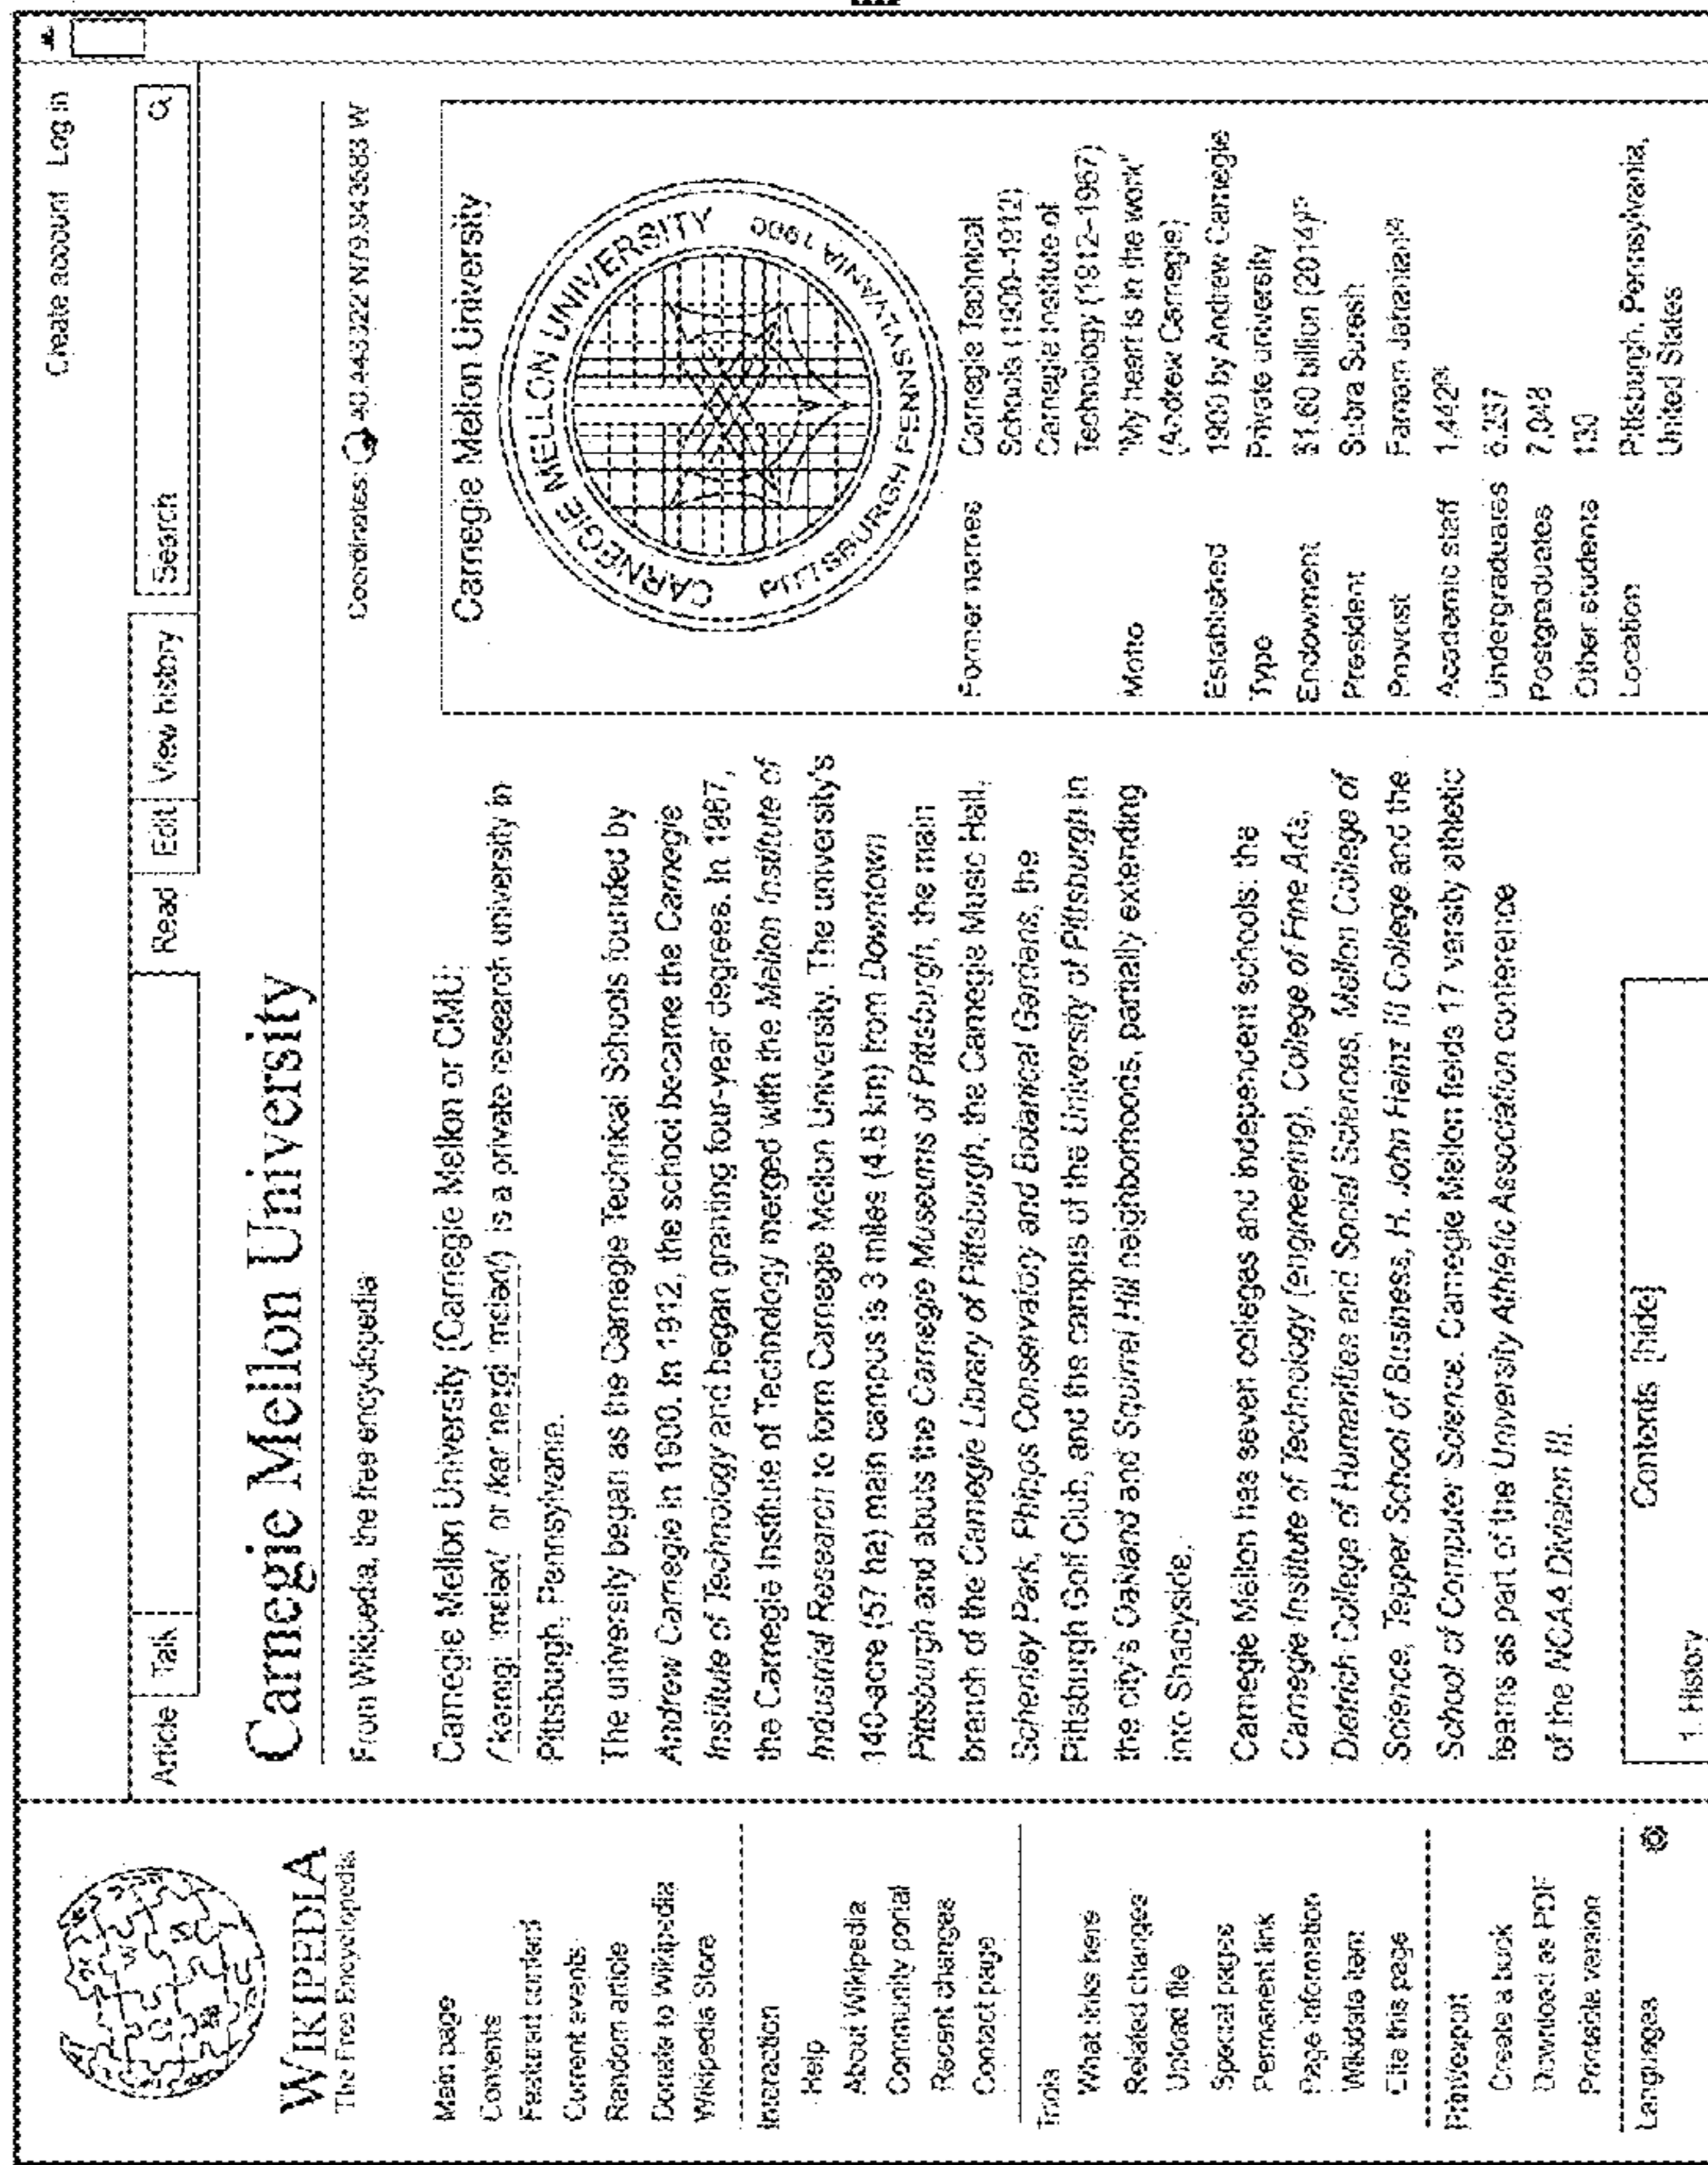 Create account Log in
Article Talk Read Edit View history Search
WIKIPEDIA
The Free Encyclopedia
Main page
Contents
Featured content
Current events
Random article
Donate to Wikipedia
Wikipedia Store
Interaction
Help
About Wikipedia
Community portal
Recent changes
Contact page
Tools
What links here
Related changes
Upload file
Special pages
Permanent link
Page information
Wikidata item
Cite this page
Print/export
Create a book
Download as PDF
Printable version
Languages
Carnegie Mellon University
From Wikipedia, the free encyclopedia
Coordinates:
Carnegie Mellon University (Carnegie Mellon or CMU;
is a private research university in
Pittsburgh, Pennsylvania.
The university began as the Carnegie Technical Schools founded by
Andrew Carnegie in 1900. In 1912, the school became the Carnegie
Institute of Technology and began granting four-year degrees. In 1967,
the Carnegie Institute of Technology merged with the Mellon Institute of
Industrial Research to form Carnegie Mellon University. The university's
140-acre (57 ha) main campus is 3 miles (4.8 km) from Downtown
Pittsburgh and abuts the Carnegie Museums of Pittsburgh, the main
branch of the Carnegie Library of Pittsburgh, the Carnegie Music Hall,
Schenley Park, Phipps Conservatory and Botanical Gardens, the
Pittsburgh Golf Club, and the campus of the University of Pittsburgh in
the city's Oakland and Squirrel Hill neighborhoods, partially extending
into Shadyside.
Carnegie Mellon has seven colleges and independent schools: the
Carnegie Institute of Technology (engineering), College of Fine Arts,
Dietrich College of Humanities and Social Sciences, Mellon College of
Science, Tepper School of Business, H. John Heinz III College and the
School of Computer Science. Carnegie Mellon fields 17 varsity athletic
teams as part of the University Athletic Association conference
of the NCAA Division III.
Contents [hide]
1. History
Carnegie Mellon University
CARNEGIE MELLON UNIVERSITY
PITTSBURGH PENNSYLVANIA 1900
Former names Carnegie Technical
Schools (1900–1912)
Carnegie Institute of
Technology (1912–1967)
Motto "My heart is in the work"
(Andrew Carnegie)
Established 1900 by Andrew Carnegie
Type Private university
Endowment $1.60 billion (2014)
President Subra Suresh
Provost Farnam Jahanian
Academic staff 1,442
Undergraduates 6,237
Postgraduates 7,048
Other students 130
Location Pittsburgh, Pennsylvania,
United States